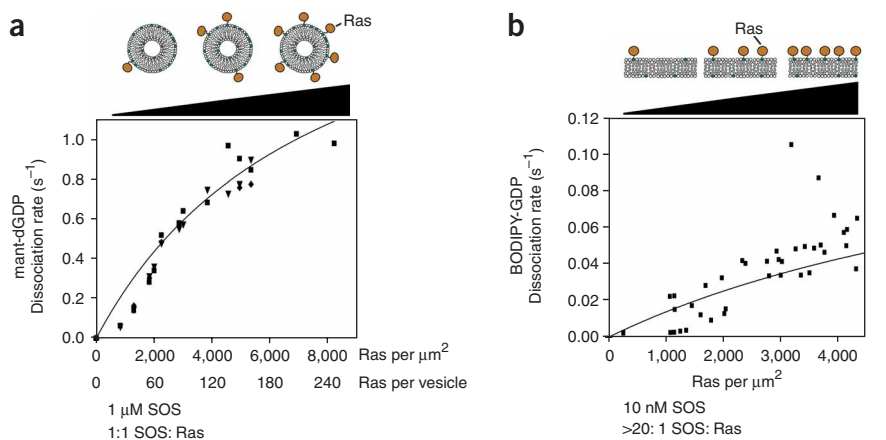 a
Ras
mant-dGDP
Dissociation rate (s⁻¹)
1.0
0.8
0.6
0.4
0.2
0.0
0 2,000 4,000 6,000 8,000 Ras per μm²
0 60 120 180 240 Ras per vesicle
1 μM SOS
1:1 SOS: Ras
b
Ras
BODIPY-GDP
Dissociation rate (s⁻¹)
0.12
0.10
0.08
0.06
0.04
0.02
0.00
0 1,000 2,000 3,000 4,000
Ras per μm²
10 nM SOS
>20: 1 SOS: Ras